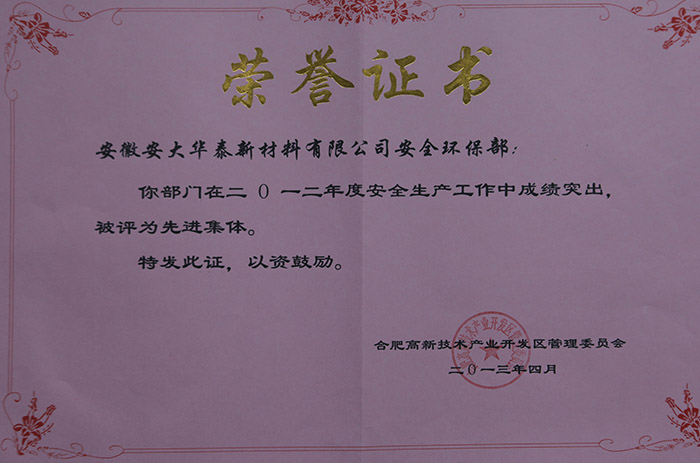 荣誉证书
安徽安大华泰新材料有限公司安全环保部：
你部门在二0一二年度安全生产工作中成绩突出，
被评为先进集体。
特发此证，以资鼓励。
合肥高新技术产业开发区管理委员会
二0一三年四月